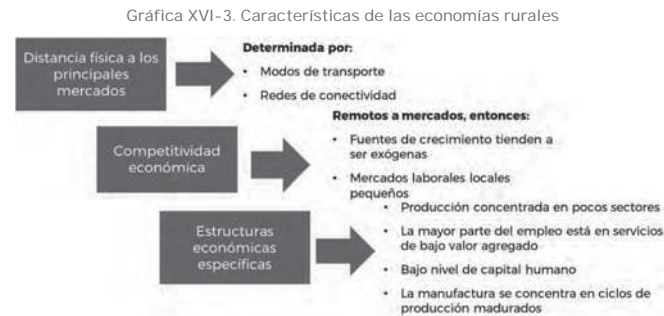 Gráfica XVI-3. Características de las economías rurales
Distancia física a los
principales
mercados
Determinada por:
• Modos de transporte
• Redes de conectividad
Competitividad
económica
Remotos a mercados, entonces:
• Fuentes de crecimiento tienden a
ser exógenas
• Mercados laborales locales
pequeños
Estructuras
económicas
específicas
• Producción concentrada en pocos sectores
• La mayor parte del empleo está en servicios
de bajo valor agregado
• Bajo nivel de capital humano
• La manufactura se concentra en ciclos de
producción madurados